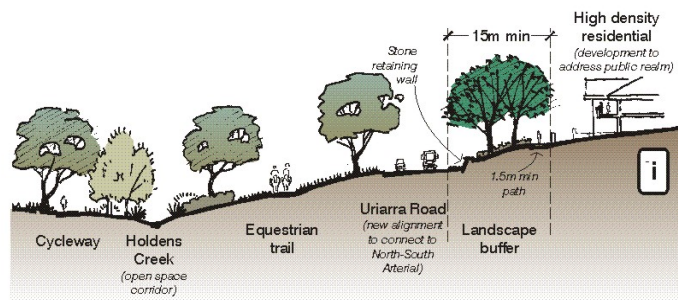 High density
residential
(development to
address public realm)
15m min
Stone
retaining
wall
1.5m min
path
i
Cycleway
Holdens
Creek
(open space
corridor)
Equestrian
trail
Uriarra Road
(new alignment
to connect to
North-South
Arterial)
Landscape
buffer